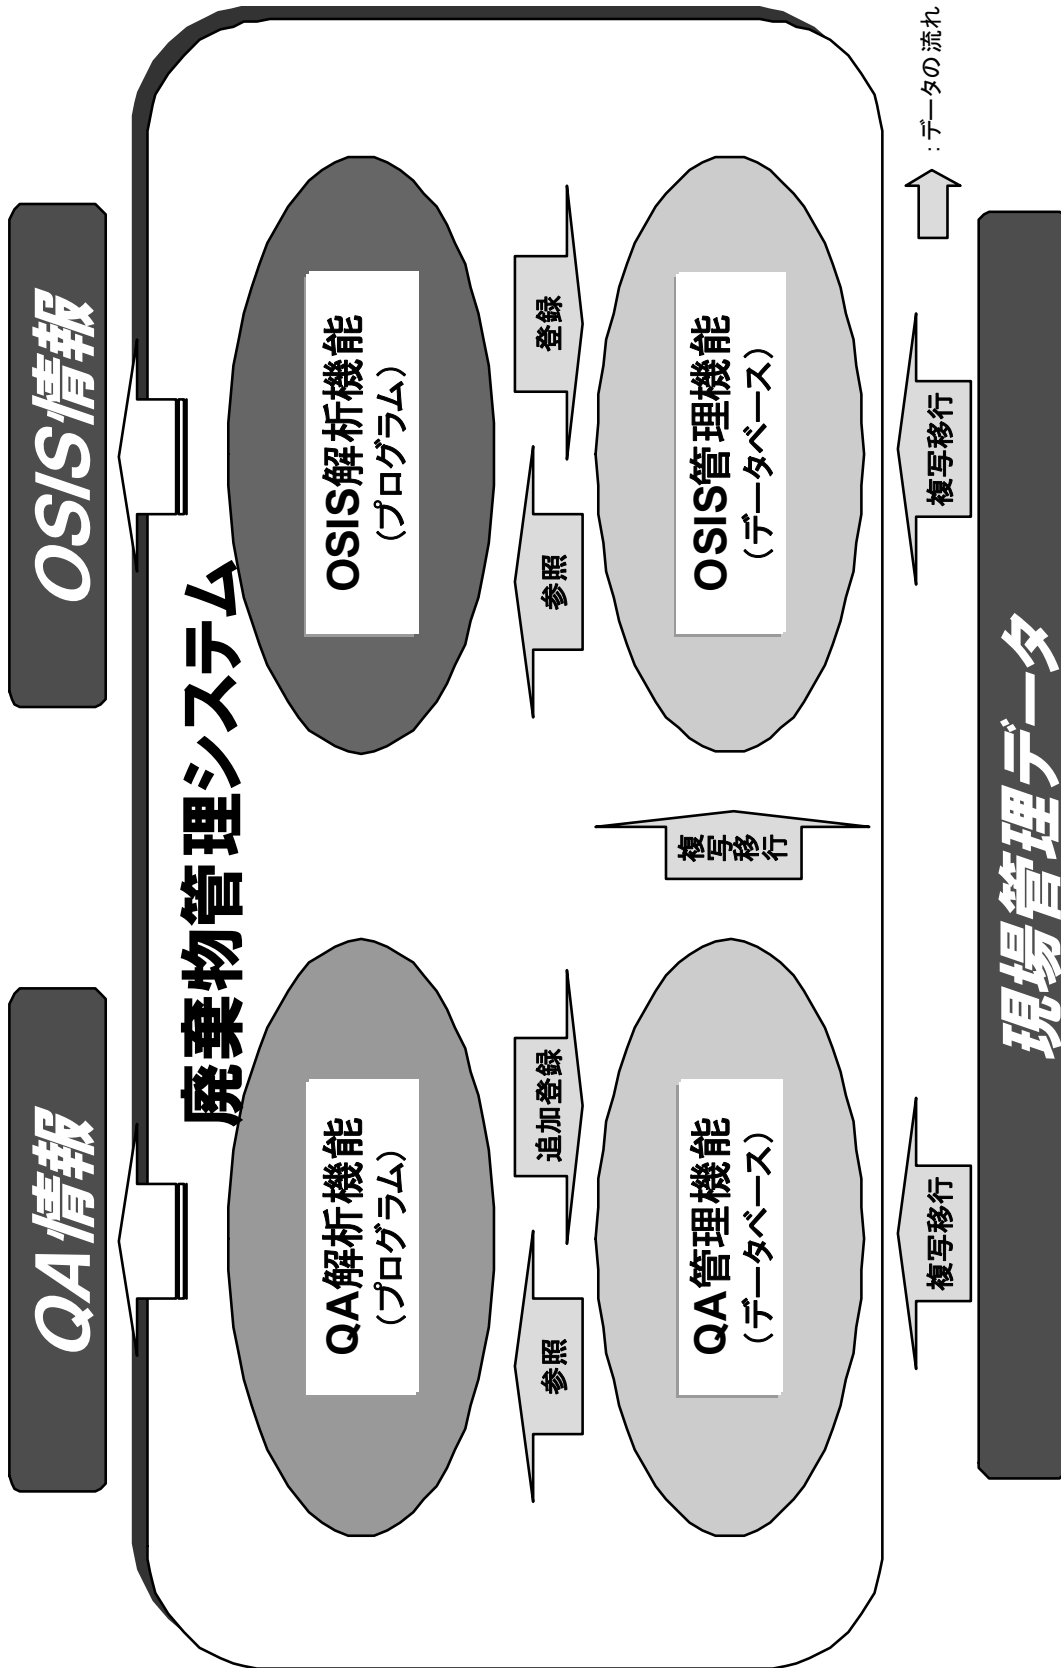 QA情報
OSIS情報
廃棄物管理システム
QA解析機能
（プログラム）
OSIS解析機能
（プログラム）
参照
追加登録
参照
登録
QA管理機能
（データベース）
複写
移行
OSIS管理機能
（データベース）
複写移行
複写移行
：データの流れ
現場管理データ